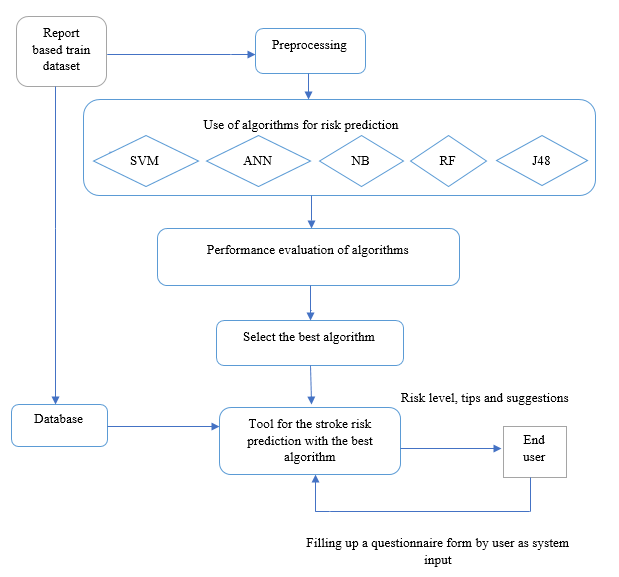 Report
based train
dataset
Preprocessing
Use of algorithms for risk prediction
SVM
ANN
NB
RF
J48
Performance evaluation of algorithms
Select the best algorithm
Risk level, tips and suggestions
Database
Tool for the stroke risk
prediction with the best
algorithm
End
user
Filling up a questionnaire form by user as system
input